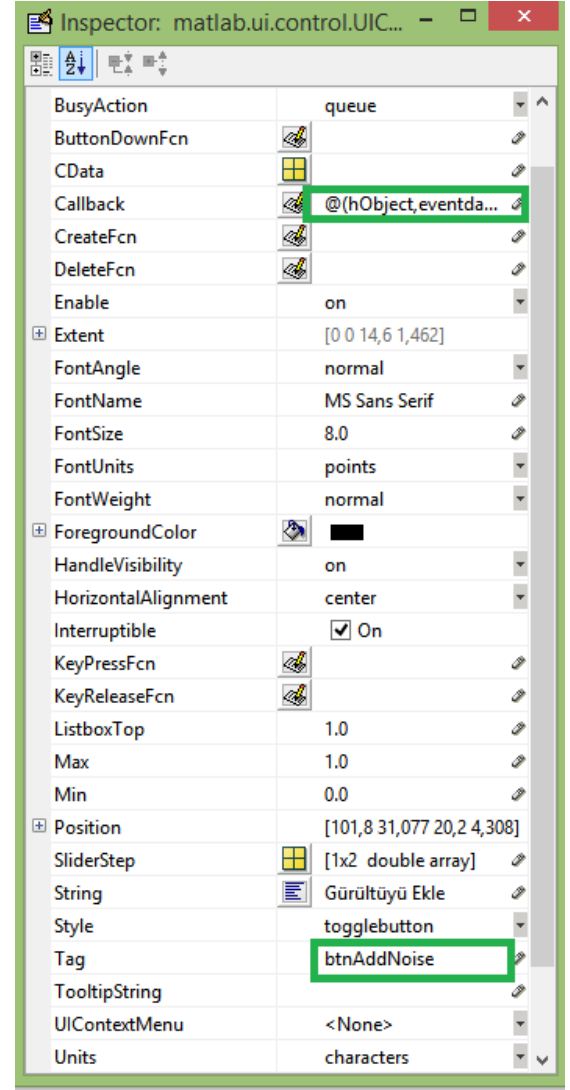 Inspector: matlab.ui.control.UIC...
BusyAction queue
ButtonDownFcn
CData
Callback @(hObject,eventda...
CreateFcn
DeleteFcn
Enable on
Extent [0 0 14,6 1,462]
FontAngle normal
FontName MS Sans Serif
FontSize 8.0
FontUnits points
FontWeight normal
ForegroundColor
HandleVisibility on
HorizontalAlignment center
Interruptible On
KeyPressFcn
KeyReleaseFcn
ListboxTop 1.0
Max 1.0
Min 0.0
Position [101,8 31,077 20,2 4,308]
SliderStep [1x2 double array]
String Gürültüyü Ekle
Style togglebutton
Tag btnAddNoise
TooltipString
UIContextMenu <None>
Units characters